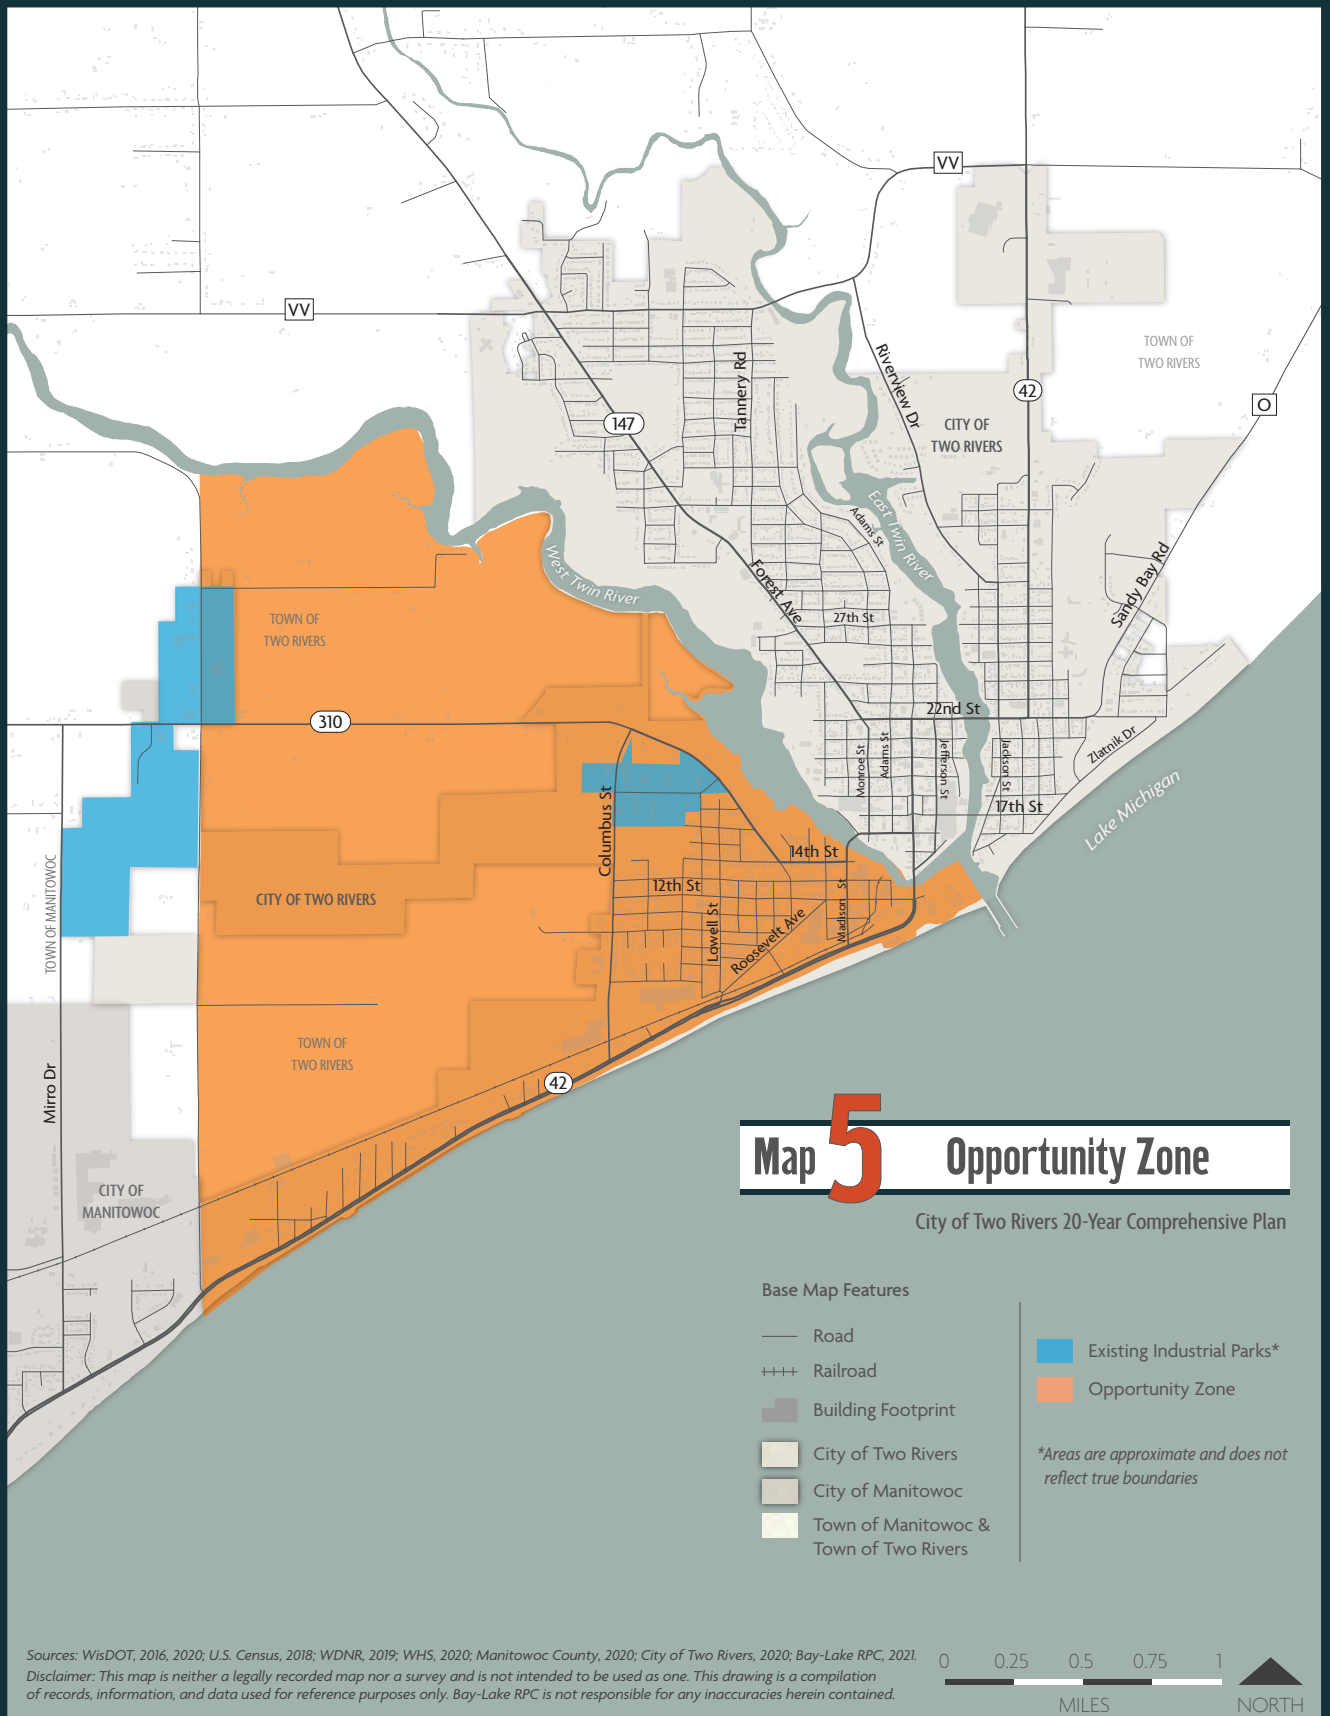 VV
VV
TOWN OF
TWO RIVERS
Tannery Rd
Riverview Dr
42
O
147
CITY OF
TWO RIVERS
East Twin River
Adams St
West Twin River
Forest Ave
Sandy Bay Rd
27th St
TOWN OF
TWO RIVERS
310
22nd St
Zlatnik Dr
Monroe St
Adams St
Jefferson St
Jackson St
17th St
Lake Michigan
Columbus St
14th St
12th St
Madison St
Lowell St
Roosevelt Ave
CITY OF TWO RIVERS
TOWN OF MANITOWOC
TOWN OF
TWO RIVERS
Mirro Dr
42
CITY OF
MANITOWOC
Map 5 Opportunity Zone
City of Two Rivers 20-Year Comprehensive Plan
Base Map Features
Road
Railroad
Building Footprint
City of Two Rivers
City of Manitowoc
Town of Manitowoc &
Town of Two Rivers
Existing Industrial Parks*
Opportunity Zone
*Areas are approximate and does not
reflect true boundaries
Sources: WisDOT, 2016, 2020; U.S. Census, 2018; WDNR, 2019; WHS, 2020; Manitowoc County, 2020; City of Two Rivers, 2020; Bay-Lake RPC, 2021.
Disclaimer: This map is neither a legally recorded map nor a survey and is not intended to be used as one. This drawing is a compilation
of records, information, and data used for reference purposes only. Bay-Lake RPC is not responsible for any inaccuracies herein contained.
0 0.25 0.5 0.75 1
MILES
NORTH